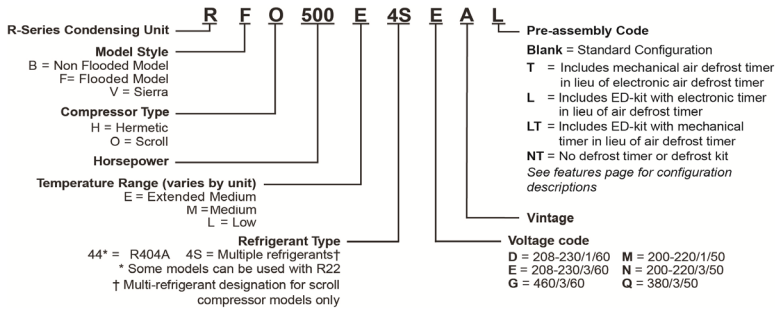 R F O 500 E 4S E A L
R-Series Condensing Unit
Model Style
B = Non Flooded Model
F= Flooded Model
V = Sierra
Compressor Type
H = Hermetic
O = Scroll
Horsepower
Temperature Range (varies by unit)
E = Extended Medium
M =Medium
L = Low
Refrigerant Type
44* = R404A 4S = Multiple refrigerants†
* Some models can be used with R22
† Multi-refrigerant designation for scroll
compressor models only
Pre-assembly Code
Blank = Standard Configuration
T = Includes mechanical air defrost timer
in lieu of electronic air defrost timer
L = Includes ED-kit with electronic timer
in lieu of air defrost timer
LT = Includes ED-kit with mechanical
timer in lieu of air defrost timer
NT = No defrost timer or defrost kit
See features page for configuration
descriptions
Vintage
Voltage code
D = 208-230/1/60 M = 200-220/1/50
E = 208-230/3/60 N = 200-220/3/50
G = 460/3/60 Q = 380/3/50